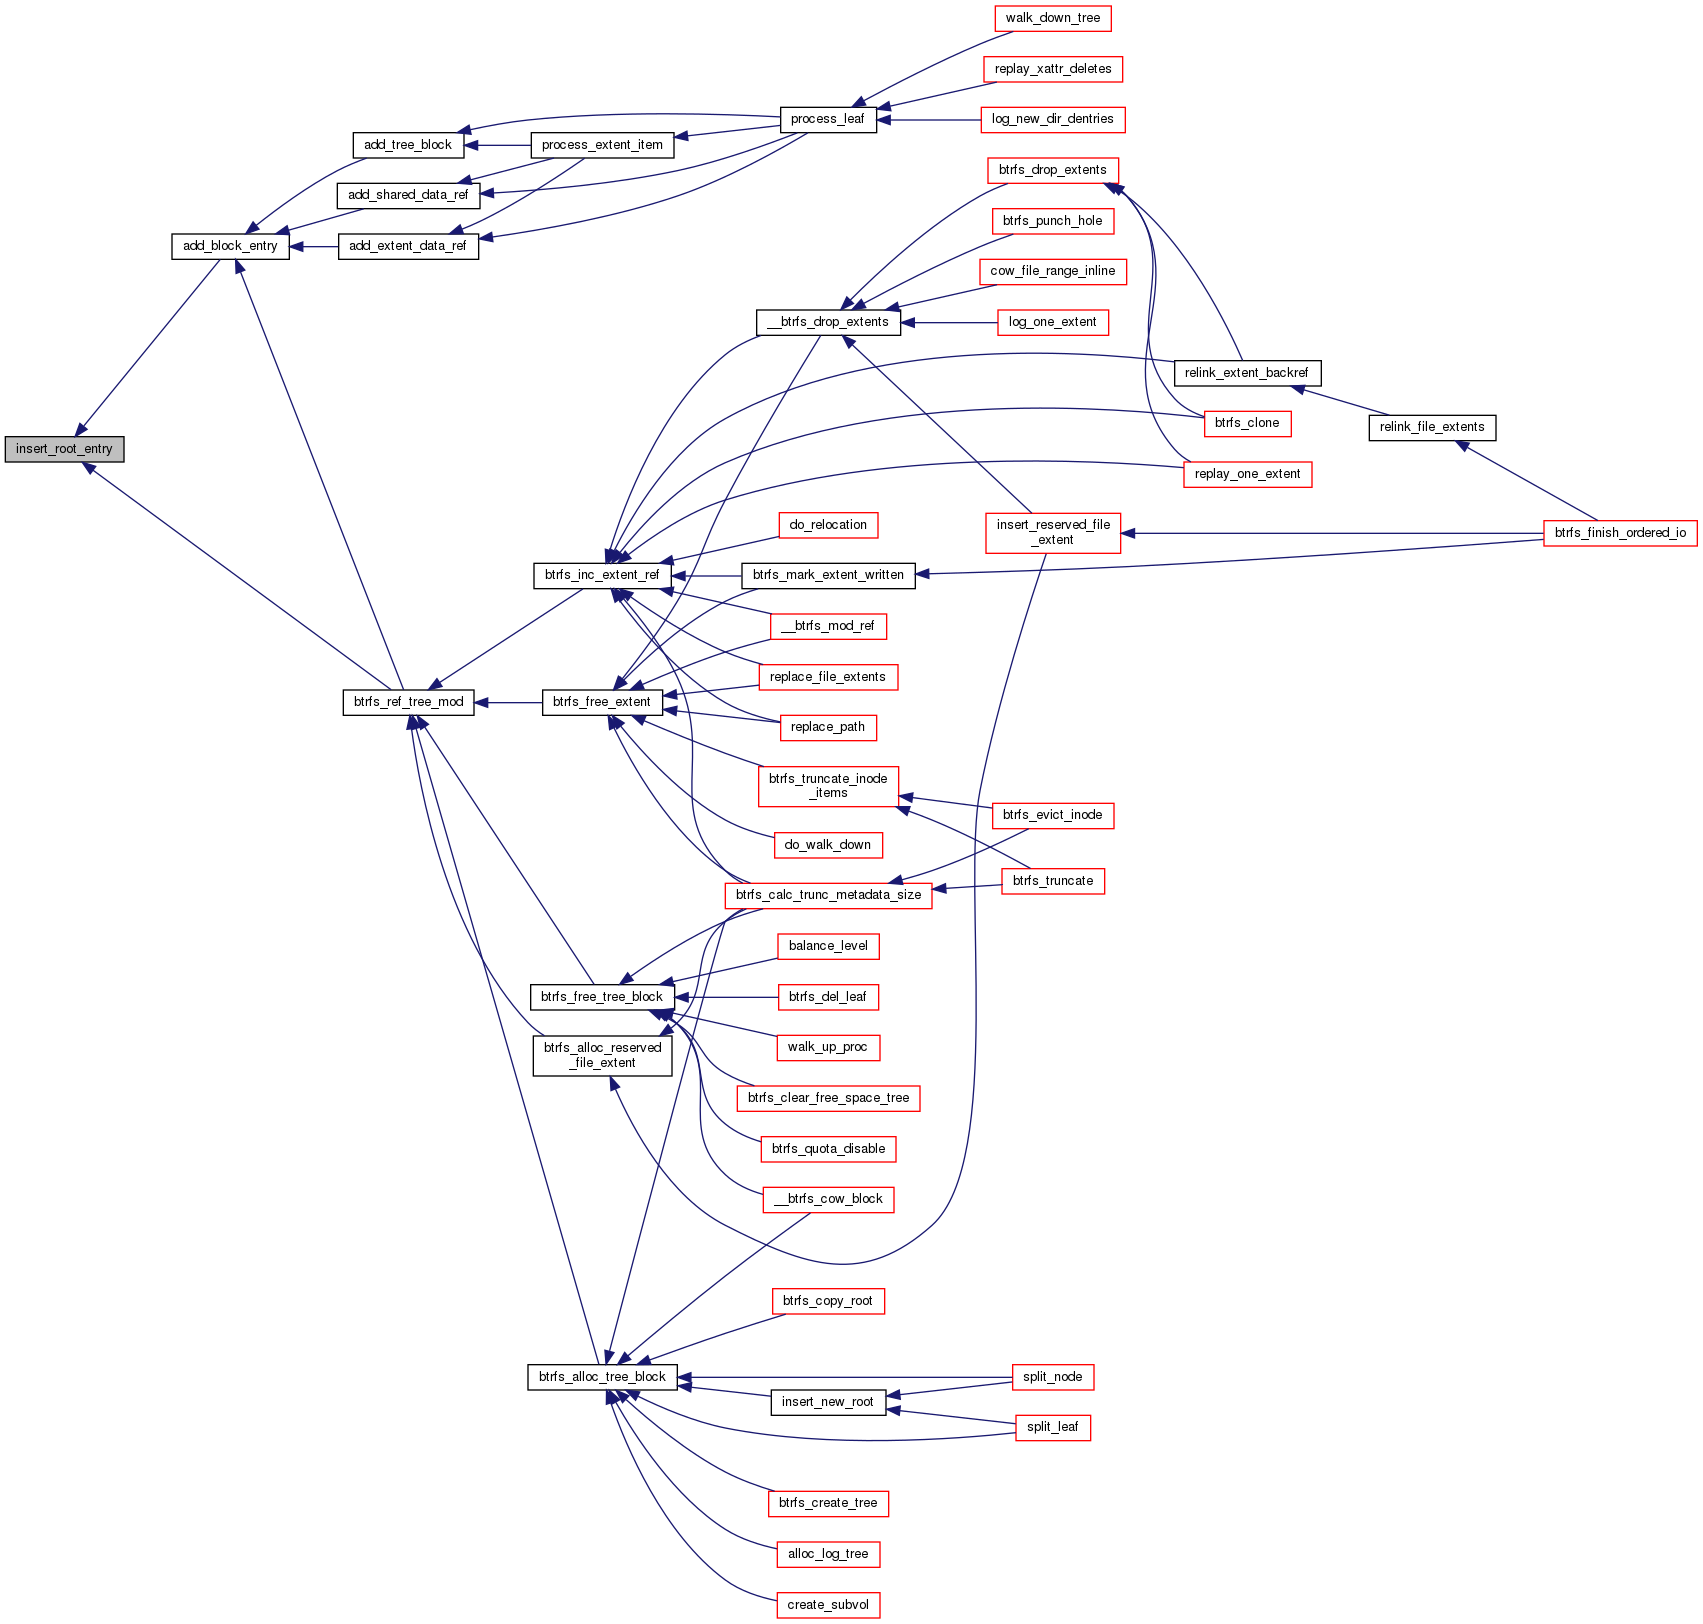 walk_down_tree
replay_xattr_deletes
process_leaf
log_new_dir_dentries
add_tree_block
process_extent_item
btrfs_drop_extents
add_shared_data_ref
btrfs_punch_hole
add_block_entry
add_extent_data_ref
cow_file_range_inline
__btrfs_drop_extents
log_one_extent
relink_extent_backref
btrfs_clone
relink_file_extents
insert_root_entry
replay_one_extent
do_relocation
insert_reserved_file
_extent
btrfs_finish_ordered_io
btrfs_inc_extent_ref
btrfs_mark_extent_written
__btrfs_mod_ref
replace_file_extents
btrfs_ref_tree_mod
btrfs_free_extent
replace_path
btrfs_truncate_inode
_items
btrfs_evict_inode
do_walk_down
btrfs_truncate
btrfs_calc_trunc_metadata_size
balance_level
btrfs_free_tree_block
btrfs_del_leaf
btrfs_alloc_reserved
_file_extent
walk_up_proc
btrfs_clear_free_space_tree
btrfs_quota_disable
__btrfs_cow_block
btrfs_copy_root
btrfs_alloc_tree_block
split_node
insert_new_root
split_leaf
btrfs_create_tree
alloc_log_tree
create_subvol